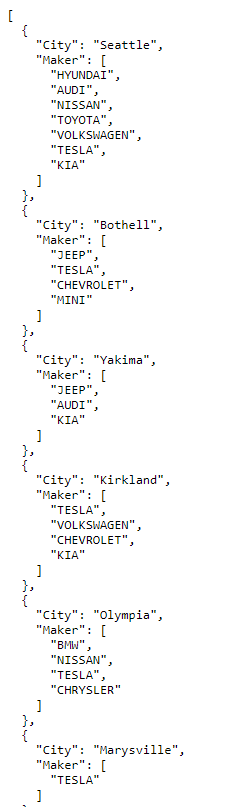 [
  {
    "City": "Seattle",
    "Maker": [
      "HYUNDAI",
      "AUDI",
      "NISSAN",
      "TOYOTA",
      "VOLKSWAGEN",
      "TESLA",
      "KIA"
    ]
  },
  {
    "City": "Bothell",
    "Maker": [
      "JEEP",
      "TESLA",
      "CHEVROLET",
      "MINI"
    ]
  },
  {
    "City": "Yakima",
    "Maker": [
      "JEEP",
      "AUDI",
      "KIA"
    ]
  },
  {
    "City": "Kirkland",
    "Maker": [
      "TESLA",
      "VOLKSWAGEN",
      "CHEVROLET",
      "KIA"
    ]
  },
  {
    "City": "Olympia",
    "Maker": [
      "BMW",
      "NISSAN",
      "TESLA",
      "CHRYSLER"
    ]
  },
  {
    "City": "Marysville",
    "Maker": [
      "TESLA"
    ]